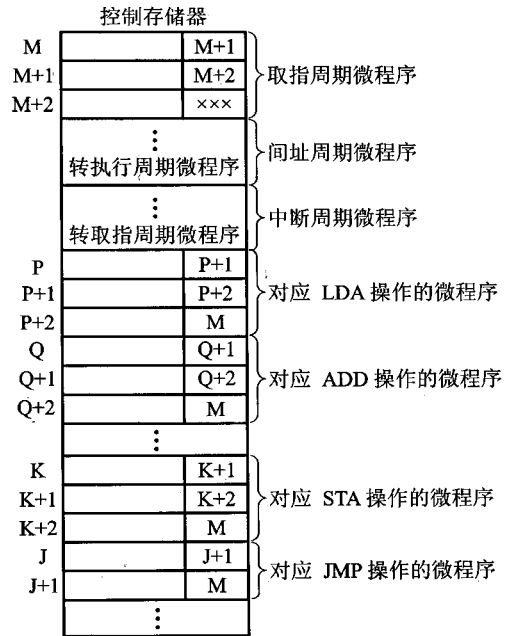 控制存储器
M M+1
M+1 M+2 取指周期微程序
M+2 ×××
⋮
间址周期微程序
转执行周期微程序
⋮
中断周期微程序
转取指周期微程序
P P+1
P+1 P+2 对应 LDA 操作的微程序
P+2 M
Q Q+1
Q+1 Q+2 对应 ADD 操作的微程序
Q+2 M
⋮
K K+1
K+1 K+2 对应 STA 操作的微程序
K+2 M
J J+1
对应 JMP 操作的微程序
J+1 M
⋮